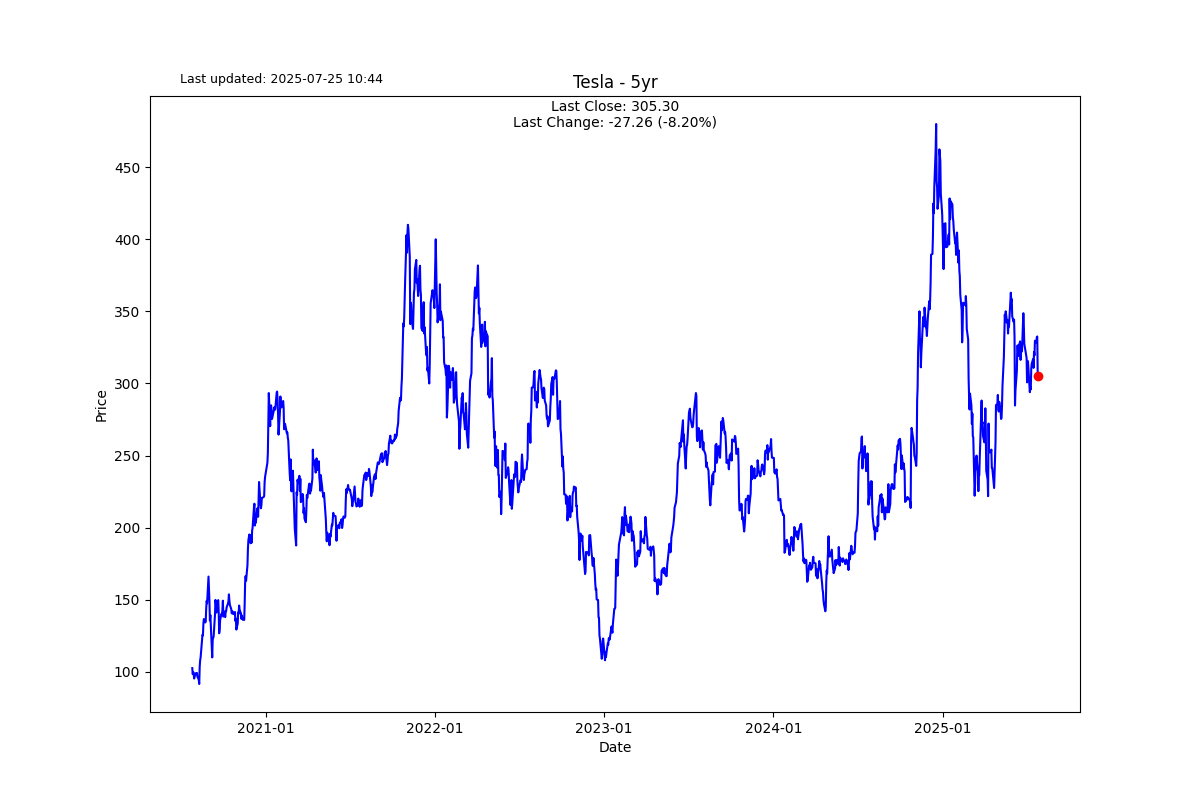 Last updated: 2025-07-25 10:44
Tesla - 5yr
Last Close: 305.30
Last Change: -27.26 (-8.20%)
450
400
350
300
250
200
150
100
Price
2021-01 2022-01 2023-01 2024-01 2025-01
Date